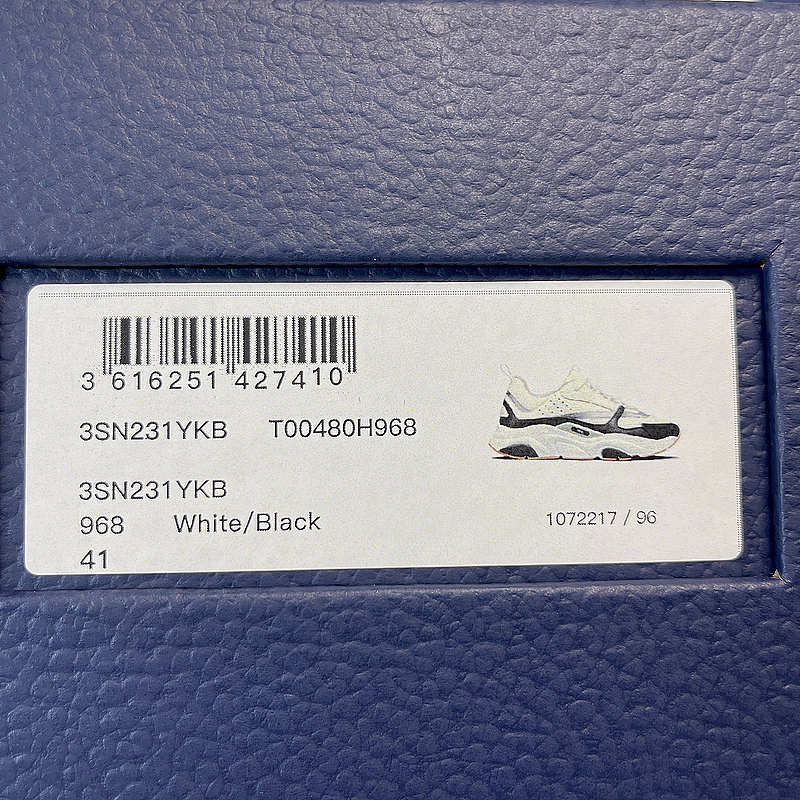 3 616251 427410
3SN231YKB T00480H968
3SN231YKB
968 White/Black
1072217 / 96
41